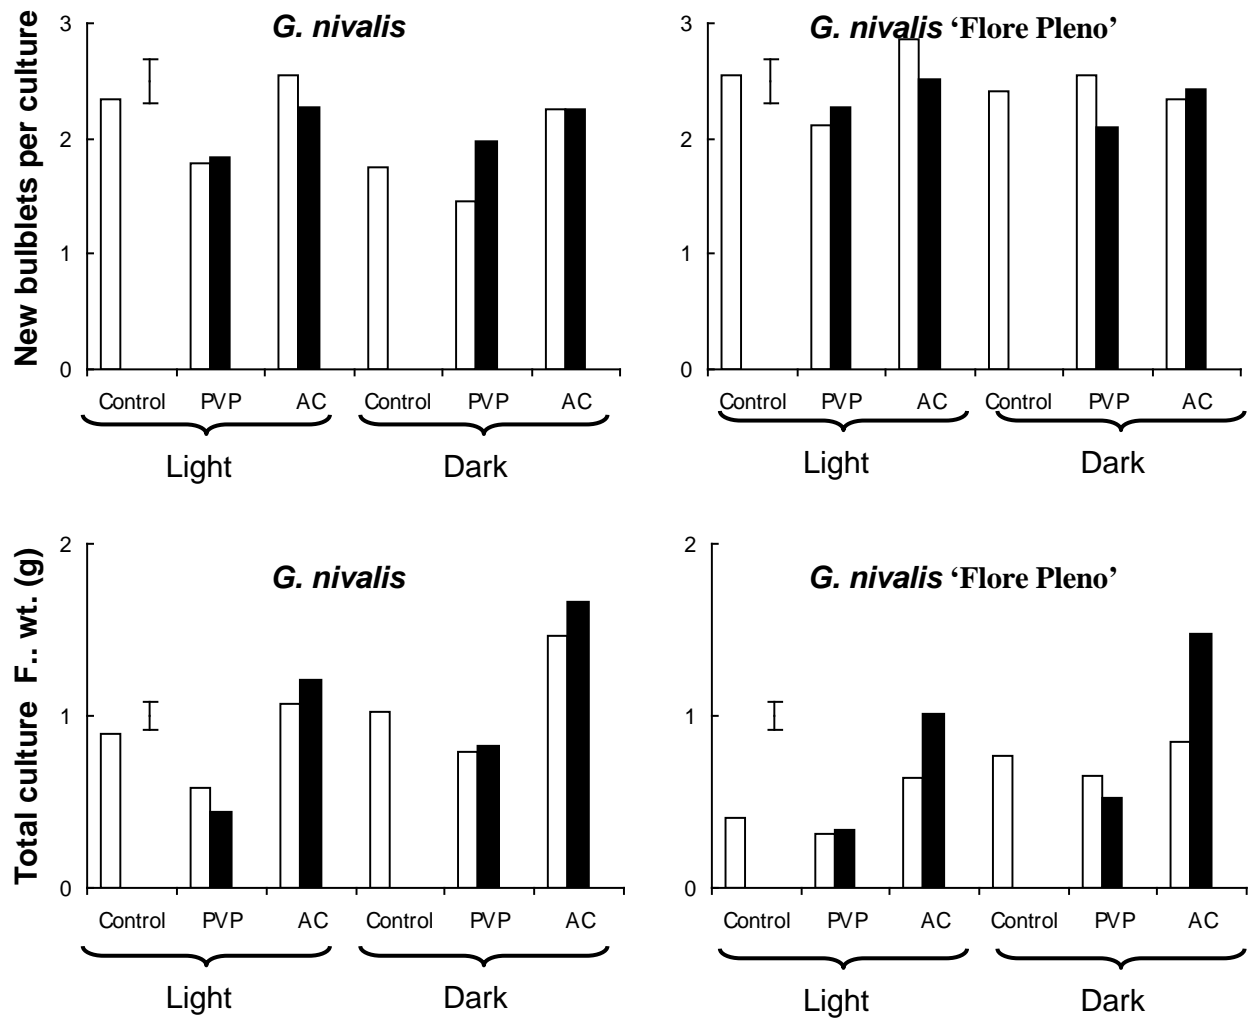 New bulblets per culture
G. nivalis
3
2
1
0
Control PVP AC Control PVP AC
Light Dark
G. nivalis ‘Flore Pleno’
3
2
1
0
Control PVP AC Control PVP AC
Light Dark
Total culture F.. wt. (g)
G. nivalis
2
1
0
Control PVP AC Control PVP AC
Light Dark
G. nivalis ‘Flore Pleno’
2
1
0
Control PVP AC Control PVP AC
Light Dark